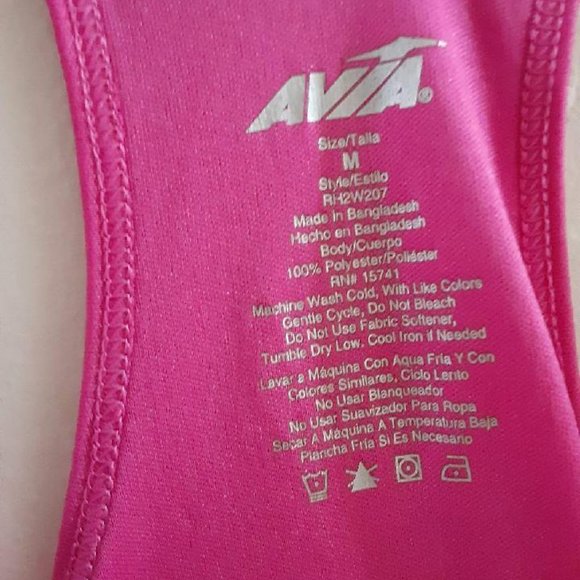 AVIA®
Size/Talla
M
Style/Estilo
RH2W207
Made in Bangladesh
Hecho en Bangladesh
Body/Cuerpo
100% Polyester/Poliéster
RN# 15741
Machine Wash Cold, With Like Colors
Gentle Cycle, Do Not Bleach
Do Not Use Fabric Softener,
Tumble Dry Low. Cool Iron if Needed
Lavar a Máquina Con Aqua Fria Y Con
Colores Similares, Ciclo Lento
No Usar Blanqueador
No Usar Suavizador Para Ropa
Secar A Máquina A Temperatura Baja
Plancha Fría Si Es Necesario